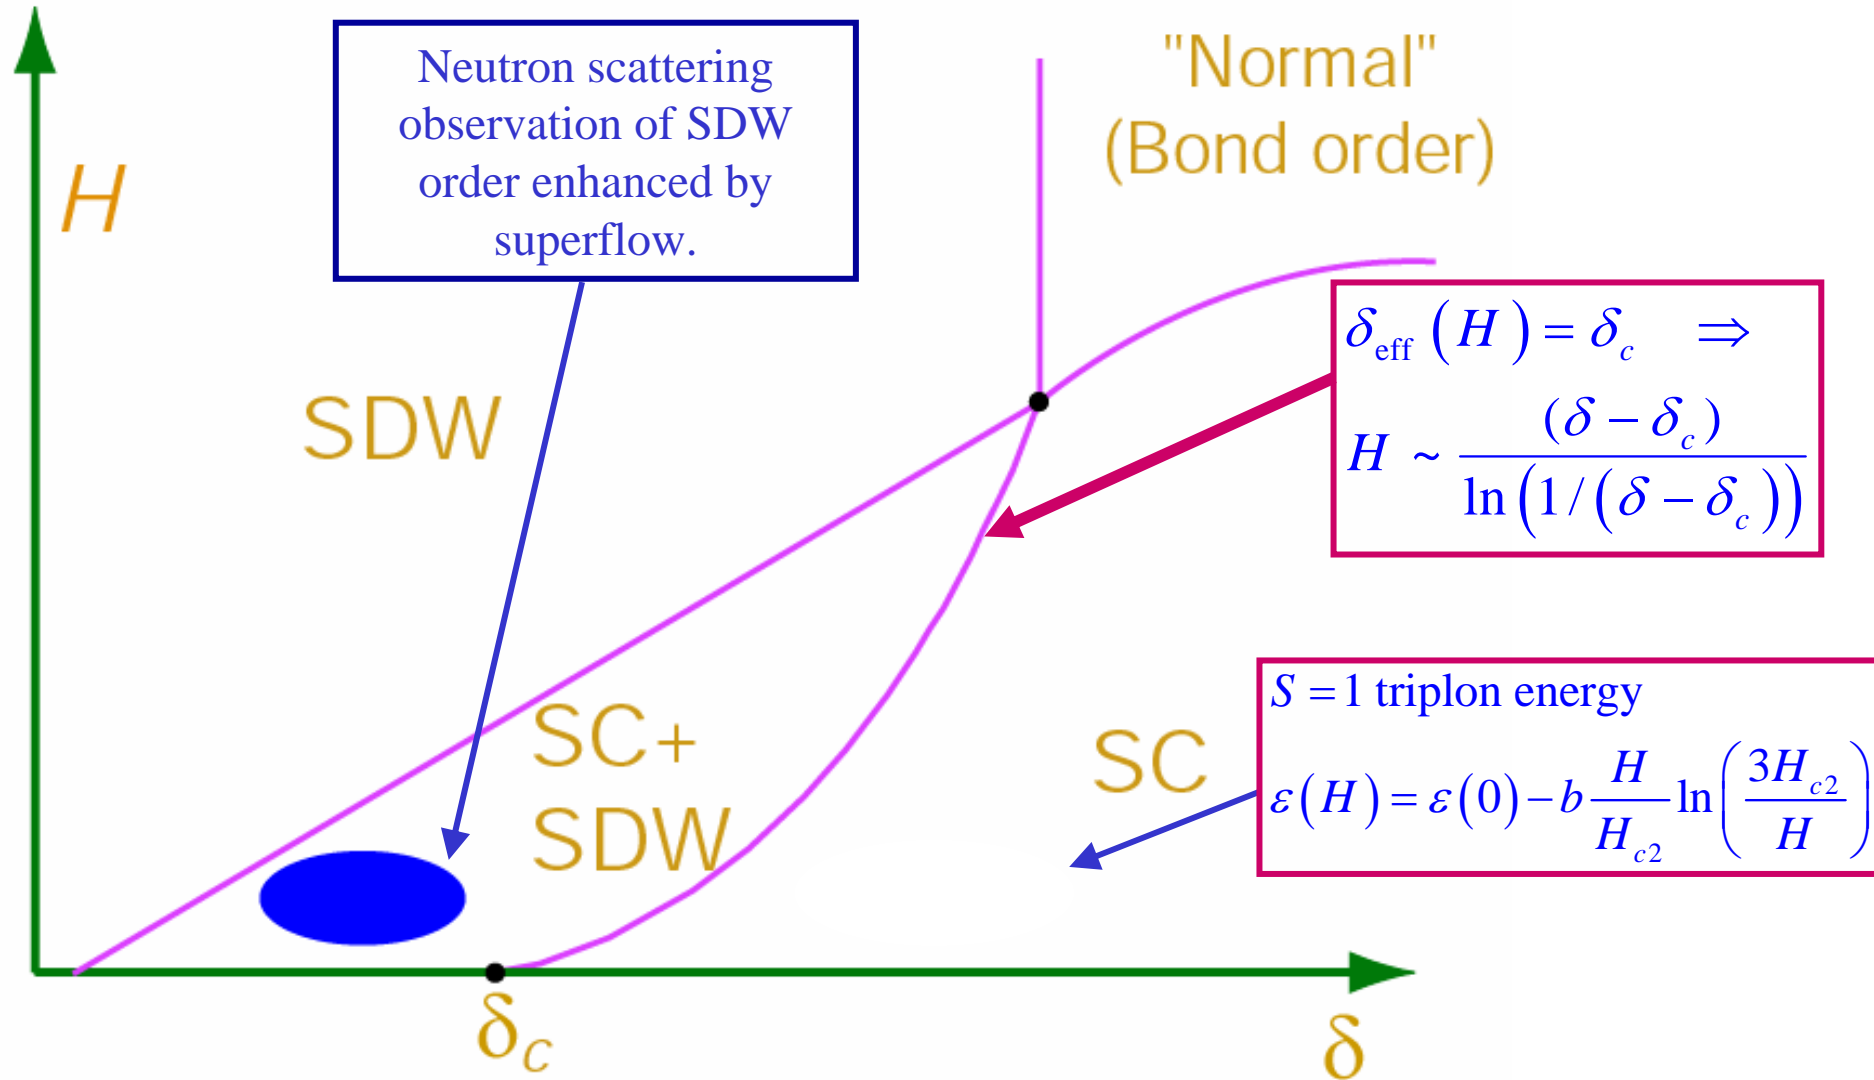 H
Neutron scattering
observation of SDW
order enhanced by
superflow.
"Normal"
(Bond order)
SDW
δ_eff (H) = δ_c ⇒
H ~ (δ − δ_c) / ln(1/(δ − δ_c))
SC+
SDW
SC
S = 1 triplon energy
ε(H) = ε(0) − b H/H_c2 ln(3H_c2/H)
δ_C
δ